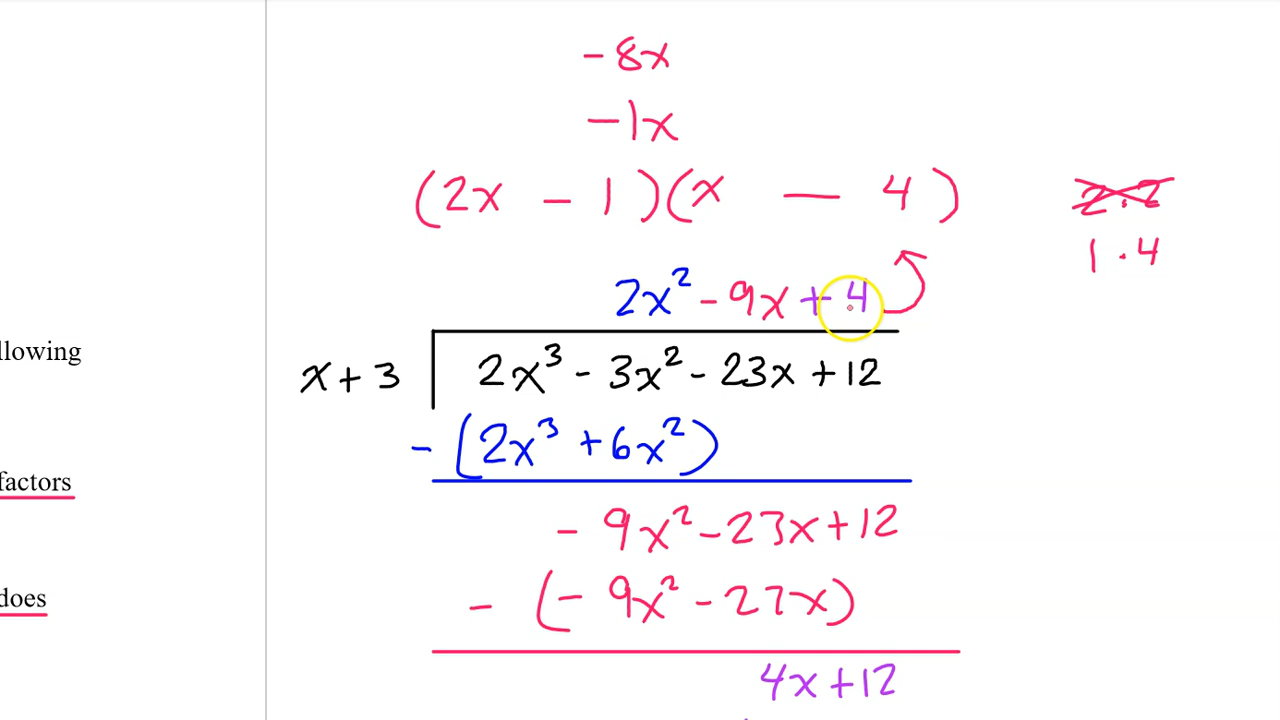 -8x
-1x
(2x - 1)(x - 4)
2·2
1·4
2x² - 9x + 4
x + 3 2x³ - 3x² - 23x + 12
llowing
- (2x³ + 6x²)
factors
- 9x² - 23x + 12
does
- (- 9x² - 27x)
4x + 12